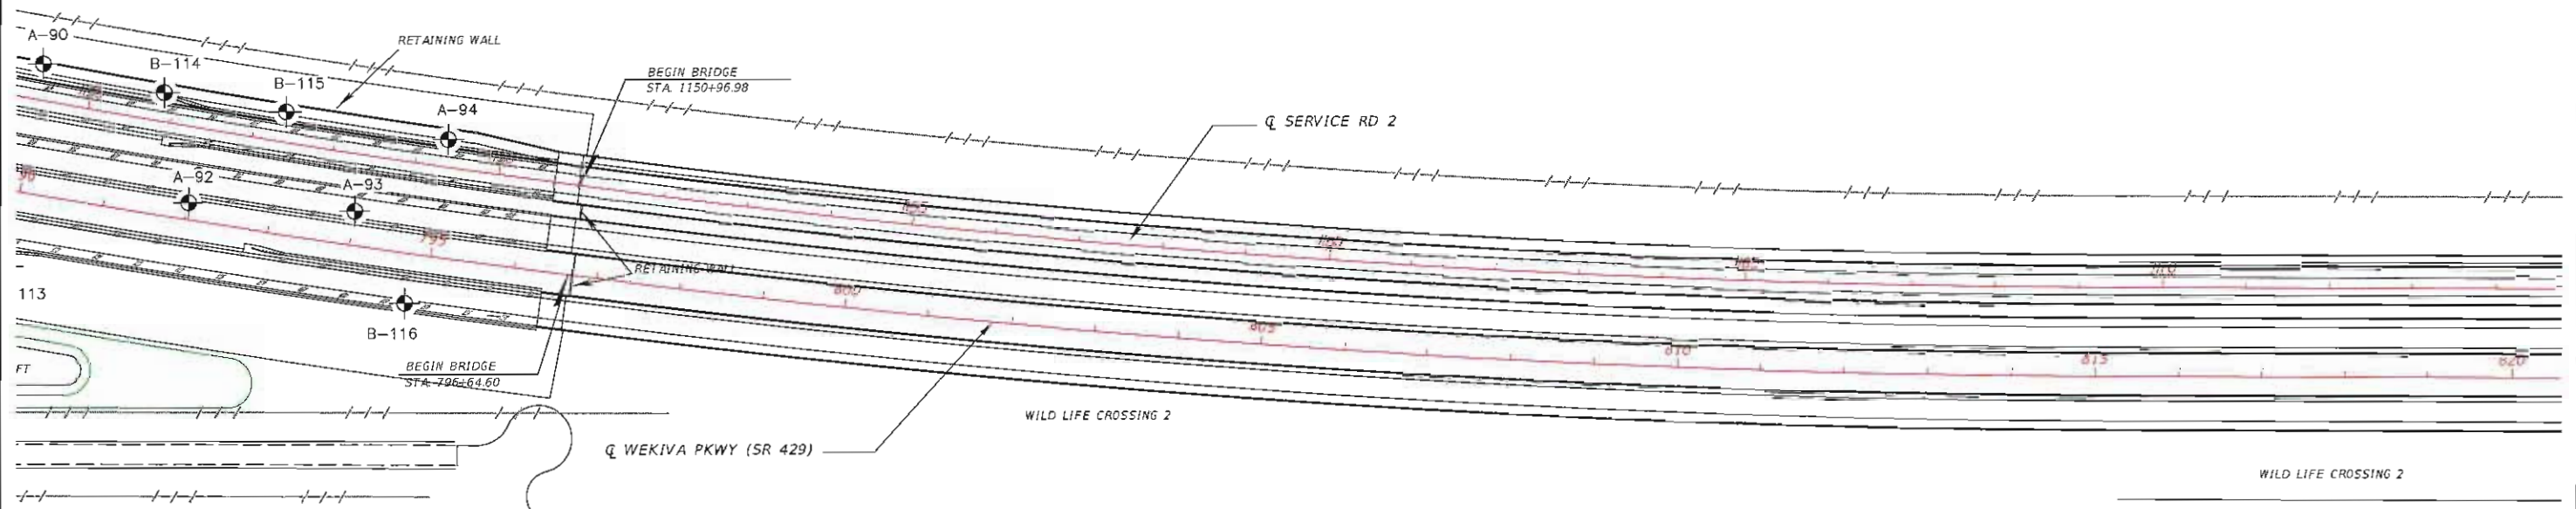 A-90
B-114
B-115
A-94
RETAINING WALL
BEGIN BRIDGE
STA. 1150+96.98
℄ SERVICE RD 2
A-92
A-93
795
1155
RETAINING WALL
800
805
810
815
820
113
B-116
FT
BEGIN BRIDGE
STA. 796+64.60
WILD LIFE CROSSING 2
℄ WEKIVA PKWY (SR 429)
WILD LIFE CROSSING 2